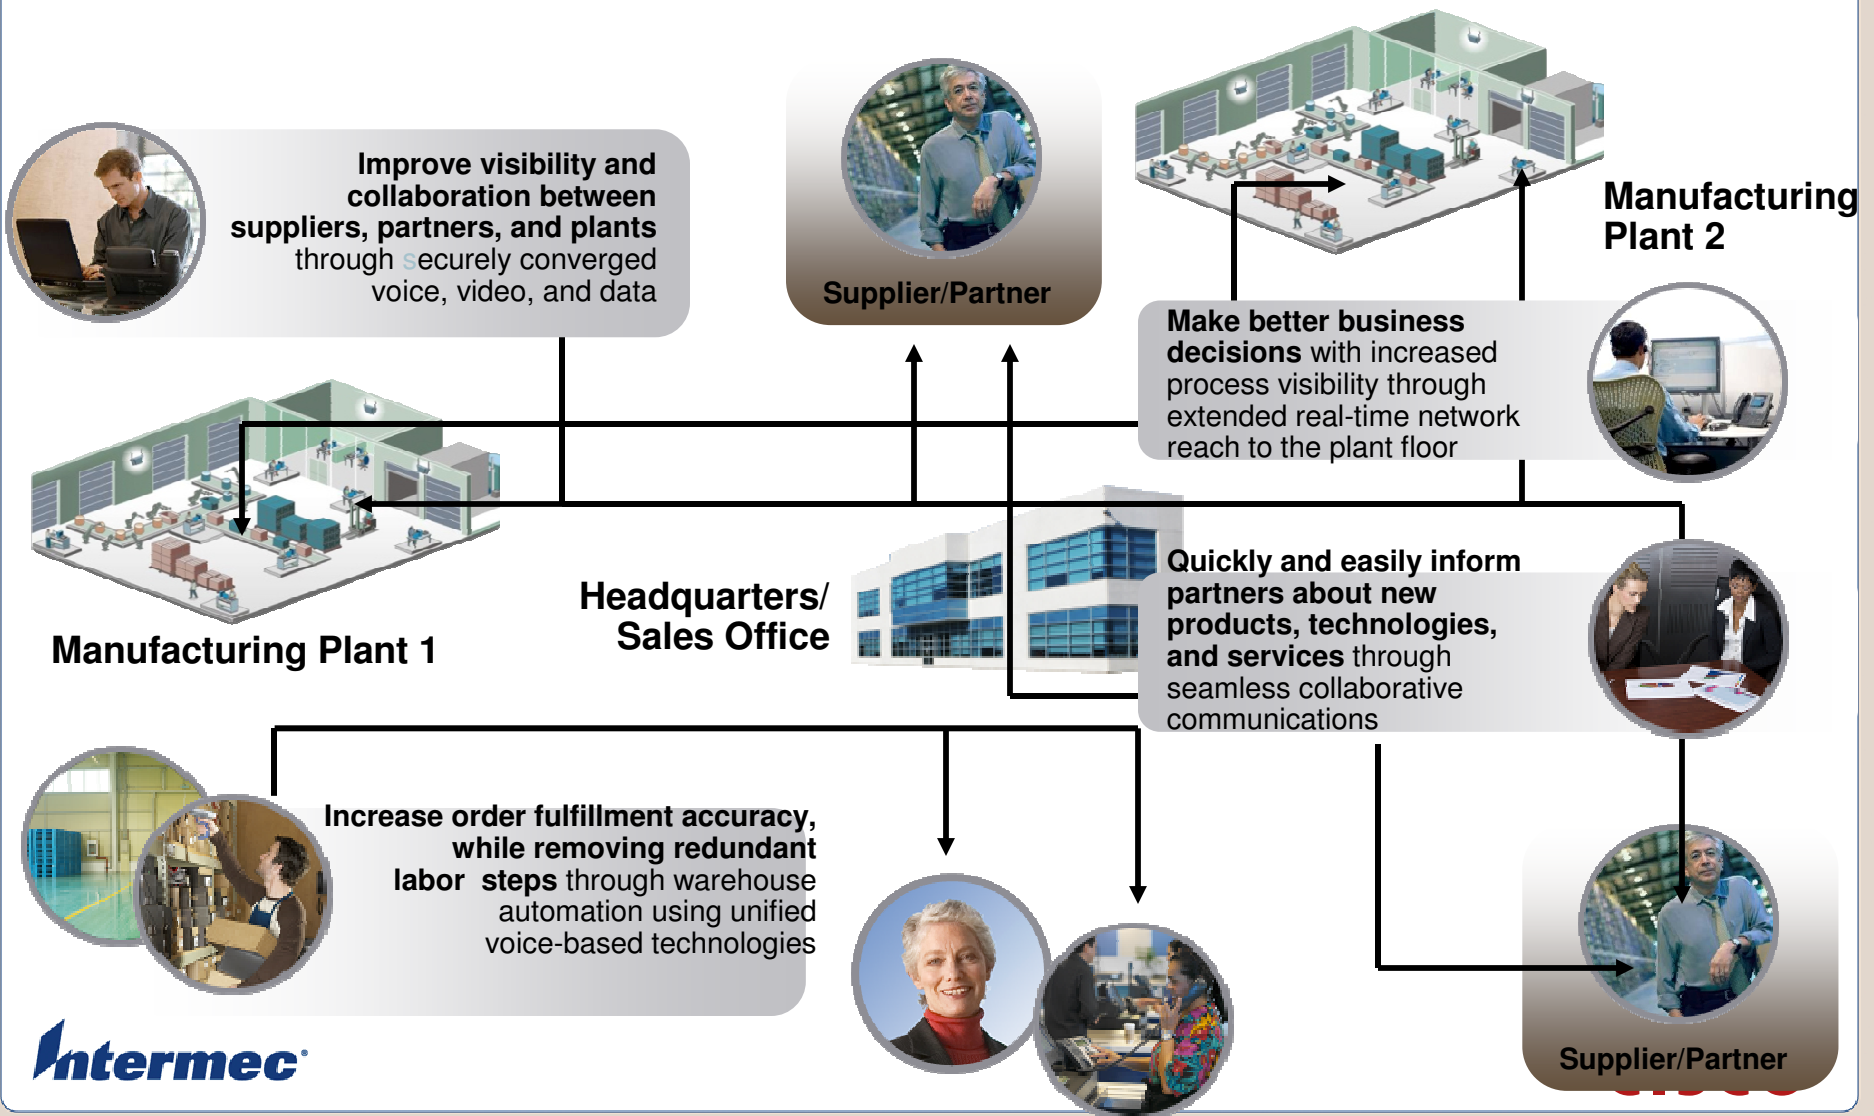 Improve visibility and
collaboration between
suppliers, partners, and plants
through securely converged
voice, video, and data
Supplier/Partner
Manufacturing
Plant 2
Make better business
decisions with increased
process visibility through
extended real-time network
reach to the plant floor
Manufacturing Plant 1
Headquarters/
Sales Office
Quickly and easily inform
partners about new
products, technologies,
and services through
seamless collaborative
communications
Increase order fulfillment accuracy,
while removing redundant
labor  steps through warehouse
automation using unified
voice-based technologies
Supplier/Partner
Intermec